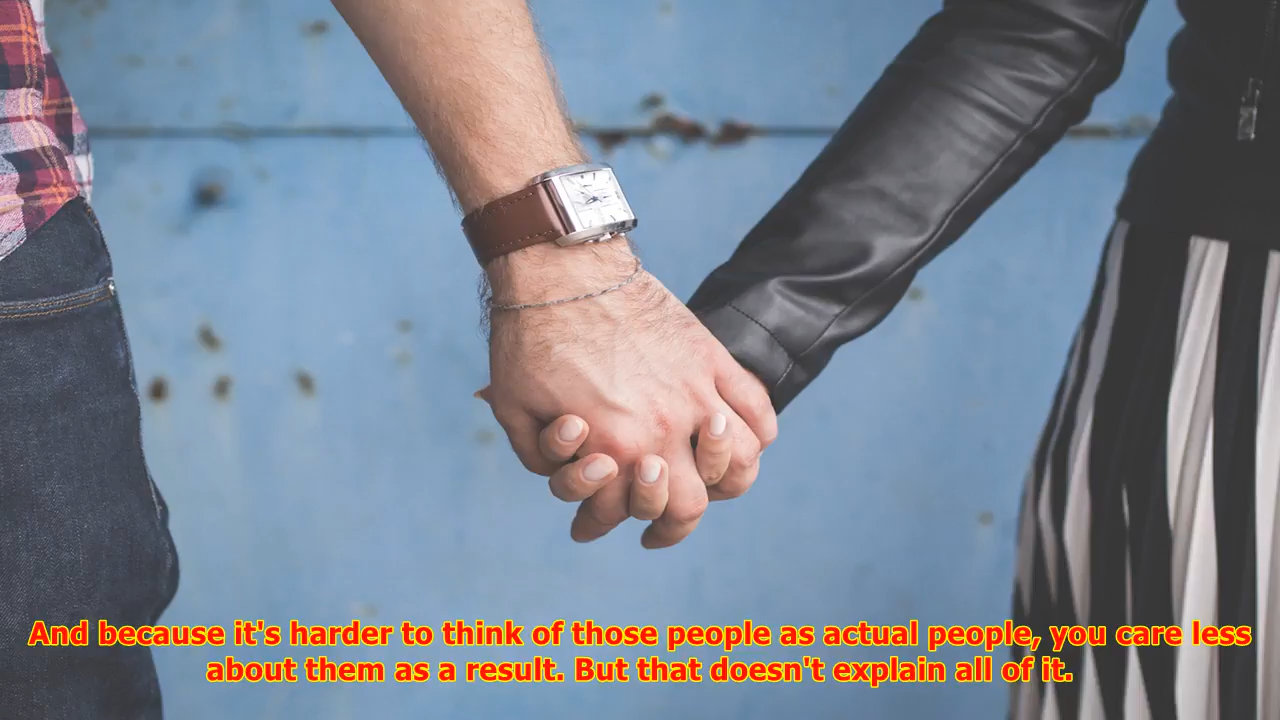 And because it's harder to think of those people as actual people, you care less
about them as a result. But that doesn't explain all of it.